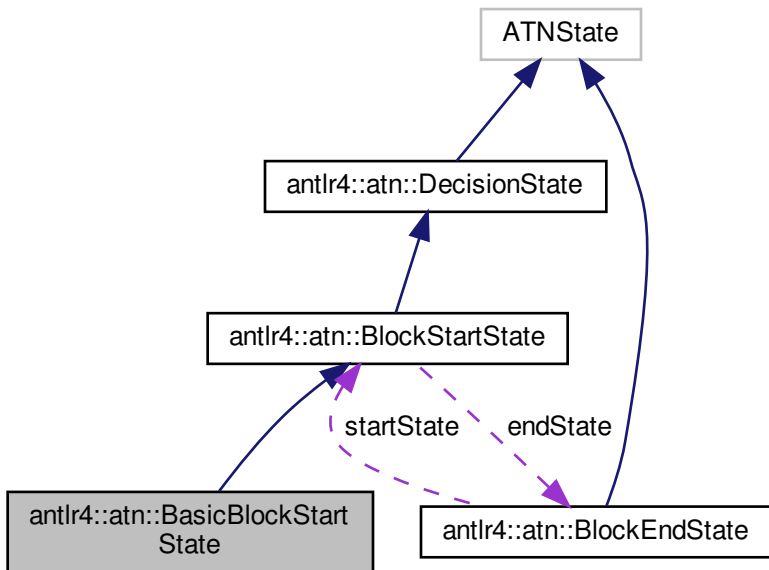 ATNState
antlr4::atn::DecisionState
antlr4::atn::BlockStartState
startState
endState
antlr4::atn::BasicBlockStart
State
antlr4::atn::BlockEndState